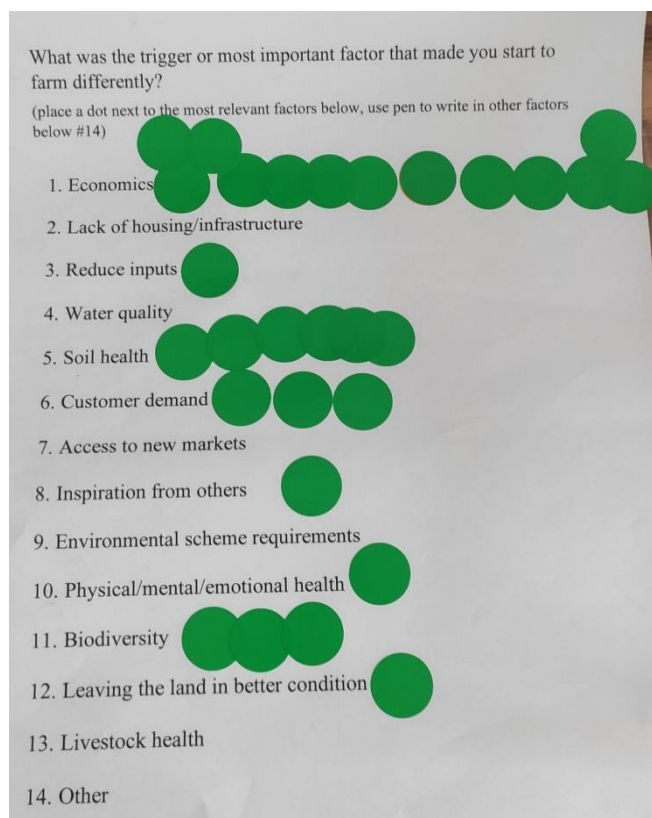 What was the trigger or most important factor that made you start to
farm differently?
(place a dot next to the most relevant factors below, use pen to write in other factors
below #14)
1. Economics
2. Lack of housing/infrastructure
3. Reduce inputs
4. Water quality
5. Soil health
6. Customer demand
7. Access to new markets
8. Inspiration from others
9. Environmental scheme requirements
10. Physical/mental/emotional health
11. Biodiversity
12. Leaving the land in better condition
13. Livestock health
14. Other